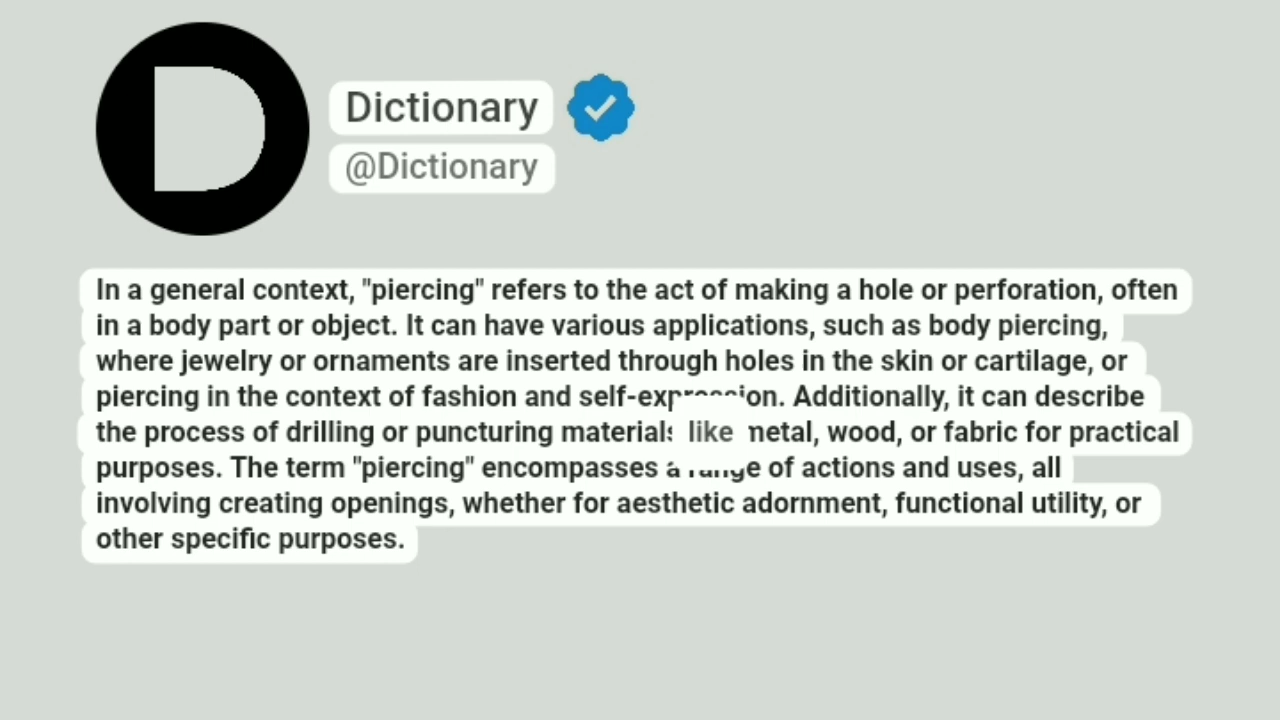 D
Dictionary
@Dictionary
In a general context, "piercing" refers to the act of making a hole or perforation, often
in a body part or object. It can have various applications, such as body piercing,
where jewelry or ornaments are inserted through holes in the skin or cartilage, or
piercing in the context of fashion and self-expression. Additionally, it can describe
the process of drilling or puncturing materials like metal, wood, or fabric for practical
purposes. The term "piercing" encompasses a range of actions and uses, all
involving creating openings, whether for aesthetic adornment, functional utility, or
other specific purposes.